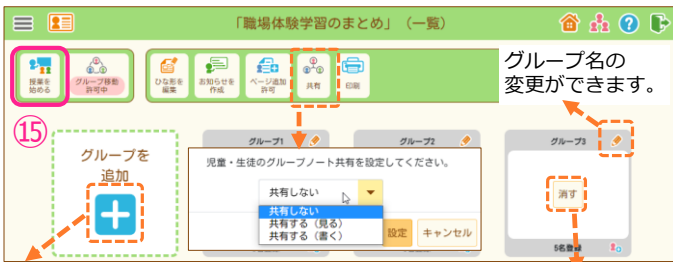 「職場体験学習のまとめ」（一覧）
授業を
始める
グループ移動
許可中
ひな形を
編集
お知らせを
作成
ページ追加
許可
共有
印刷
グループ名の
変更ができます。
⑮
グループを
追加
グループ1
グループ2
グループ3
児童・生徒のグループノート共有を設定してください。
共有しない
共有しない
共有する（見る）
共有する（書く）
設定
キャンセル
消す
5名登録